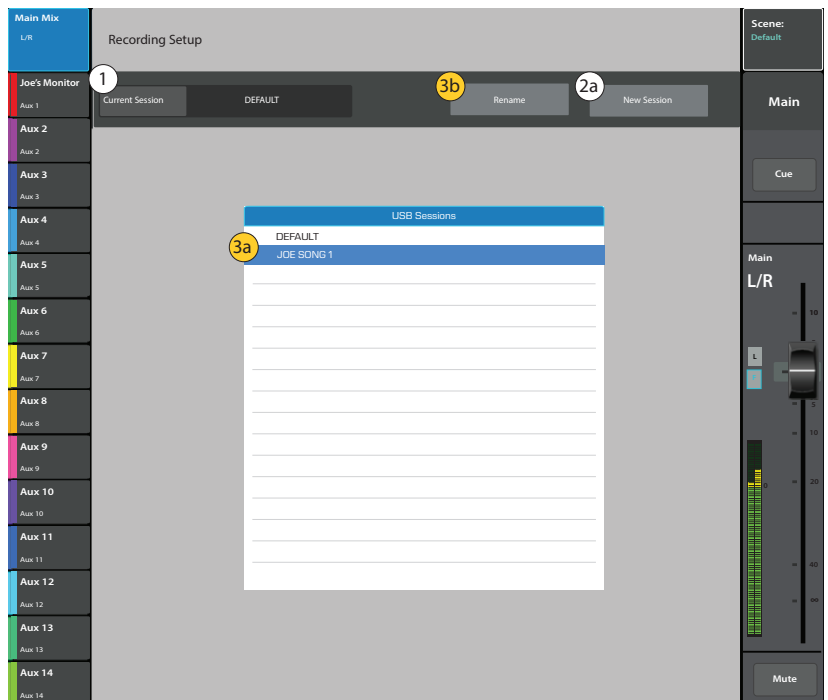 Main Mix
L/R
Joe's Monitor
Aux 1
Aux 2
Aux 2
Aux 3
Aux 3
Aux 4
Aux 4
Aux 5
Aux 5
Aux 6
Aux 6
Aux 7
Aux 7
Aux 8
Aux 8
Aux 9
Aux 9
Aux 10
Aux 10
Aux 11
Aux 11
Aux 12
Aux 12
Aux 13
Aux 13
Aux 14
Aux 14
Recording Setup
1
Current Session
DEFAULT
3b
Rename
2a
New Session
USB Sessions
DEFAULT
3a
JOE SONG 1
Scene:
Default
Main
Cue
Main
L/R
10
L
5
10
0
20
40
∞
Mute